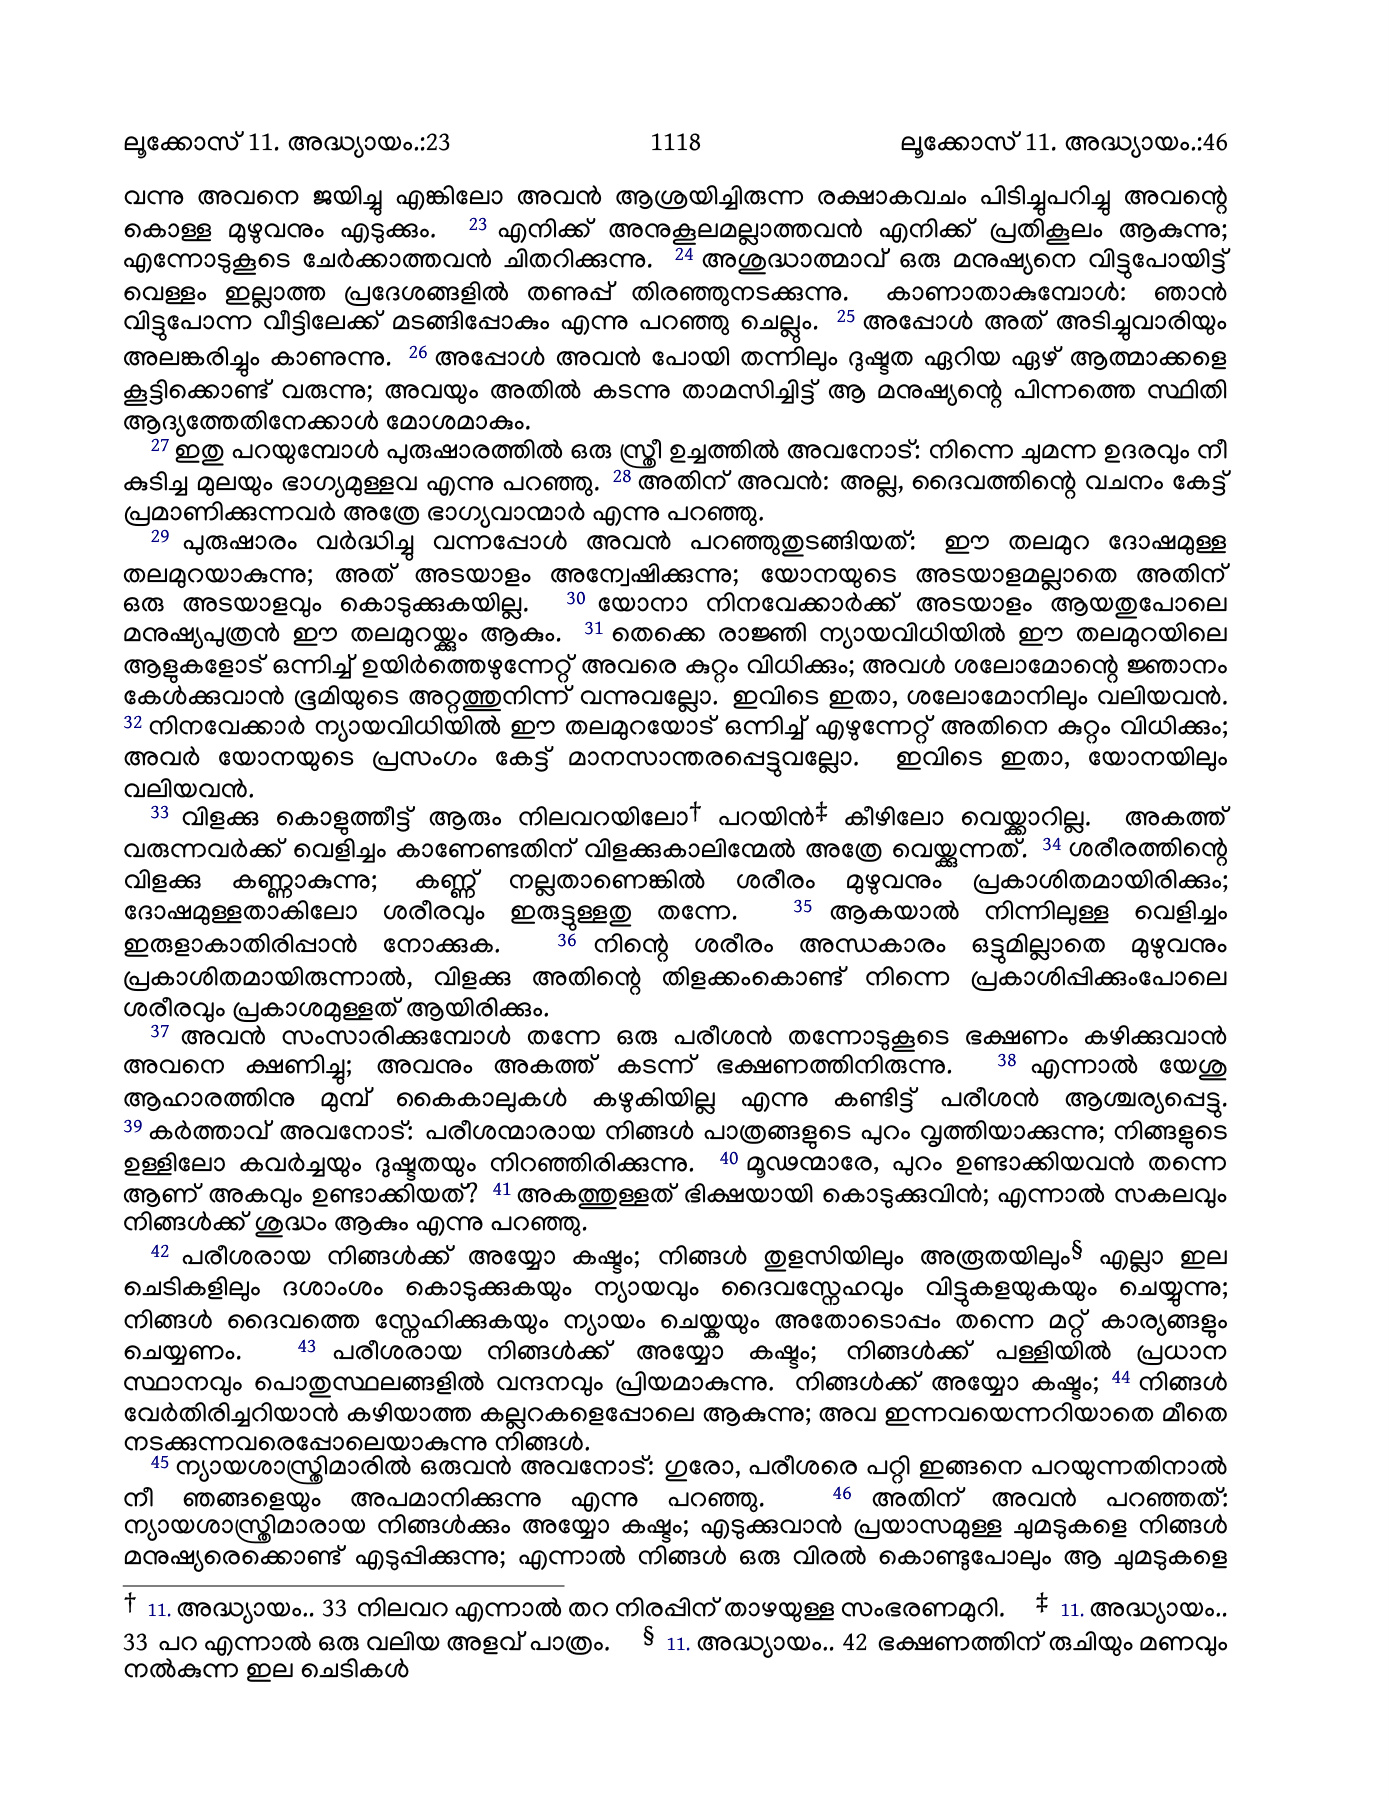 ലൂക്കോസ് 11. അദ്ധ്യായം.:23 1118 ലൂക്കോസ് 11. അദ്ധ്യായം.:46
വന്നു അവനെ ജയിച്ചു എങ്കിലോ അവൻ ആശ്രയിച്ചിരുന്ന രക്ഷാകവചം പിടിച്ചുപറിച്ചു അവന്റെ
കൊള്ള മുഴുവനും എടുക്കും. 23 എനിക്ക് അനുകൂലമല്ലാത്തവൻ എനിക്ക് പ്രതികൂലം ആകുന്നു;
എന്നോടുകൂടെ ചേർക്കാത്തവൻ ചിതറിക്കുന്നു. 24 അശുദ്ധാത്മാവ് ഒരു മനുഷ്യനെ വിട്ടുപോയിട്ട്
വെള്ളം ഇല്ലാത്ത പ്രദേശങ്ങളിൽ തണുപ്പ് തിരഞ്ഞുനടക്കുന്നു. കാണാതാകുമ്പോൾ: ഞാൻ
വിട്ടുപോന്ന വീട്ടിലേക്ക് മടങ്ങിപ്പോകും എന്നു പറഞ്ഞു ചെല്ലും. 25 അപ്പോൾ അത് അടിച്ചുവാരിയും
അലങ്കരിച്ചും കാണുന്നു. 26 അപ്പോൾ അവൻ പോയി തന്നിലും ദുഷ്ടത ഏറിയ ഏഴ് ആത്മാക്കളെ
കൂട്ടിക്കൊണ്ട് വരുന്നു; അവയും അതിൽ കടന്നു താമസിച്ചിട്ട് ആ മനുഷ്യന്റെ പിന്നത്തെ സ്ഥിതി
ആദ്യത്തേതിനേക്കാൾ മോശമാകും.
27 ഇതു പറയുമ്പോൾ പുരുഷാരത്തിൽ ഒരു സ്ത്രീ ഉച്ചത്തിൽ അവനോട്: നിന്നെ ചുമന്ന ഉദരവും നീ
കുടിച്ച മുലയും ഭാഗ്യമുള്ളവ എന്നു പറഞ്ഞു. 28 അതിന് അവൻ: അല്ല, ദൈവത്തിന്റെ വചനം കേട്ട്
പ്രമാണിക്കുന്നവർ അത്രേ ഭാഗ്യവാന്മാർ എന്നു പറഞ്ഞു.
29 പുരുഷാരം വർദ്ധിച്ചു വന്നപ്പോൾ അവൻ പറഞ്ഞുതുടങ്ങിയത്: ഈ തലമുറ ദോഷമുള്ള
തലമുറയാകുന്നു; അത് അടയാളം അന്വേഷിക്കുന്നു; യോനയുടെ അടയാളമല്ലാതെ അതിന്
ഒരു അടയാളവും കൊടുക്കുകയില്ല. 30 യോനാ നിനവേക്കാർക്ക് അടയാളം ആയതുപോലെ
മനുഷ്യപുത്രൻ ഈ തലമുറയ്ക്കും ആകും. 31 തെക്കെ രാജ്ഞി ന്യായവിധിയിൽ ഈ തലമുറയിലെ
ആളുകളോട് ഒന്നിച്ച് ഉയിർത്തെഴുന്നേറ്റ് അവരെ കുറ്റം വിധിക്കും; അവൾ ശലോമോന്റെ ജ്ഞാനം
കേൾക്കുവാൻ ഭൂമിയുടെ അറ്റത്തുനിന്ന് വന്നുവല്ലോ. ഇവിടെ ഇതാ, ശലോമോനിലും വലിയവൻ.
32 നിനവേക്കാർ ന്യായവിധിയിൽ ഈ തലമുറയോട് ഒന്നിച്ച് എഴുന്നേറ്റ് അതിനെ കുറ്റം വിധിക്കും;
അവർ യോനയുടെ പ്രസംഗം കേട്ട് മാനസാന്തരപ്പെട്ടുവല്ലോ. ഇവിടെ ഇതാ, യോനയിലും
വലിയവൻ.
33 വിളക്കു കൊളുത്തീട്ട് ആരും നിലവറയിലോ† പറയിൻ‡ കീഴിലോ വെയ്ക്കാറില്ല. അകത്ത്
വരുന്നവർക്ക് വെളിച്ചം കാണേണ്ടതിന് വിളക്കുകാലിന്മേൽ അത്രേ വെയ്ക്കുന്നത്. 34 ശരീരത്തിന്റെ
വിളക്കു കണ്ണാകുന്നു; കണ്ണ് നല്ലതാണെങ്കിൽ ശരീരം മുഴുവനും പ്രകാശിതമായിരിക്കും;
ദോഷമുള്ളതാകിലോ ശരീരവും ഇരുട്ടുള്ളതു തന്നേ. 35 ആകയാൽ നിന്നിലുള്ള വെളിച്ചം
ഇരുളാകാതിരിപ്പാൻ നോക്കുക. 36 നിന്റെ ശരീരം അന്ധകാരം ഒട്ടുമില്ലാതെ മുഴുവനും
പ്രകാശിതമായിരുന്നാൽ, വിളക്കു അതിന്റെ തിളക്കംകൊണ്ട് നിന്നെ പ്രകാശിപ്പിക്കുംപോലെ
ശരീരവും പ്രകാശമുള്ളത് ആയിരിക്കും.
37 അവൻ സംസാരിക്കുമ്പോൾ തന്നേ ഒരു പരീശൻ തന്നോടുകൂടെ ഭക്ഷണം കഴിക്കുവാൻ
അവനെ ക്ഷണിച്ചു; അവനും അകത്ത് കടന്ന് ഭക്ഷണത്തിനിരുന്നു. 38 എന്നാൽ യേശു
ആഹാരത്തിനു മുമ്പ് കൈകാലുകൾ കഴുകിയില്ല എന്നു കണ്ടിട്ട് പരീശൻ ആശ്ചര്യപ്പെട്ടു.
39 കർത്താവ് അവനോട്: പരീശന്മാരായ നിങ്ങൾ പാത്രങ്ങളുടെ പുറം വൃത്തിയാക്കുന്നു; നിങ്ങളുടെ
ഉള്ളിലോ കവർച്ചയും ദുഷ്ടതയും നിറഞ്ഞിരിക്കുന്നു. 40 മൂഢന്മാരേ, പുറം ഉണ്ടാക്കിയവൻ തന്നെ
ആണ് അകവും ഉണ്ടാക്കിയത്? 41 അകത്തുള്ളത് ഭിക്ഷയായി കൊടുക്കുവിൻ; എന്നാൽ സകലവും
നിങ്ങൾക്ക് ശുദ്ധം ആകും എന്നു പറഞ്ഞു.
42 പരീശരായ നിങ്ങൾക്ക് അയ്യോ കഷ്ടം; നിങ്ങൾ തുളസിയിലും അരൂതയിലും§ എല്ലാ ഇല
ചെടികളിലും ദശാംശം കൊടുക്കുകയും ന്യായവും ദൈവസ്നേഹവും വിട്ടുകളയുകയും ചെയ്യുന്നു;
നിങ്ങൾ ദൈവത്തെ സ്നേഹിക്കുകയും ന്യായം ചെയ്കയും അതോടൊപ്പം തന്നെ മറ്റ് കാര്യങ്ങളും
ചെയ്യണം. 43 പരീശരായ നിങ്ങൾക്ക് അയ്യോ കഷ്ടം; നിങ്ങൾക്ക് പള്ളിയിൽ പ്രധാന
സ്ഥാനവും പൊതുസ്ഥലങ്ങളിൽ വന്ദനവും പ്രിയമാകുന്നു. നിങ്ങൾക്ക് അയ്യോ കഷ്ടം; 44 നിങ്ങൾ
വേർതിരിച്ചറിയാൻ കഴിയാത്ത കല്ലറകളെപ്പോലെ ആകുന്നു; അവ ഇന്നവയെന്നറിയാതെ മീതെ
നടക്കുന്നവരെപ്പോലെയാകുന്നു നിങ്ങൾ.
45 ന്യായശാസ്ത്രിമാരിൽ ഒരുവൻ അവനോട്: ഗുരോ, പരീശരെ പറ്റി ഇങ്ങനെ പറയുന്നതിനാൽ
നീ ഞങ്ങളെയും അപമാനിക്കുന്നു എന്നു പറഞ്ഞു. 46 അതിന് അവൻ പറഞ്ഞത്:
ന്യായശാസ്ത്രിമാരായ നിങ്ങൾക്കും അയ്യോ കഷ്ടം; എടുക്കുവാൻ പ്രയാസമുള്ള ചുമടുകളെ നിങ്ങൾ
മനുഷ്യരെക്കൊണ്ട് എടുപ്പിക്കുന്നു; എന്നാൽ നിങ്ങൾ ഒരു വിരൽ കൊണ്ടുപോലും ആ ചുമടുകളെ
† 11. അദ്ധ്യായം.. 33 നിലവറ എന്നാൽ തറ നിരപ്പിന് താഴയുള്ള സംഭരണമുറി. ‡ 11. അദ്ധ്യായം..
33 പറ എന്നാൽ ഒരു വലിയ അളവ് പാത്രം. § 11. അദ്ധ്യായം.. 42 ഭക്ഷണത്തിന് രുചിയും മണവും
നൽകുന്ന ഇല ചെടികൾ